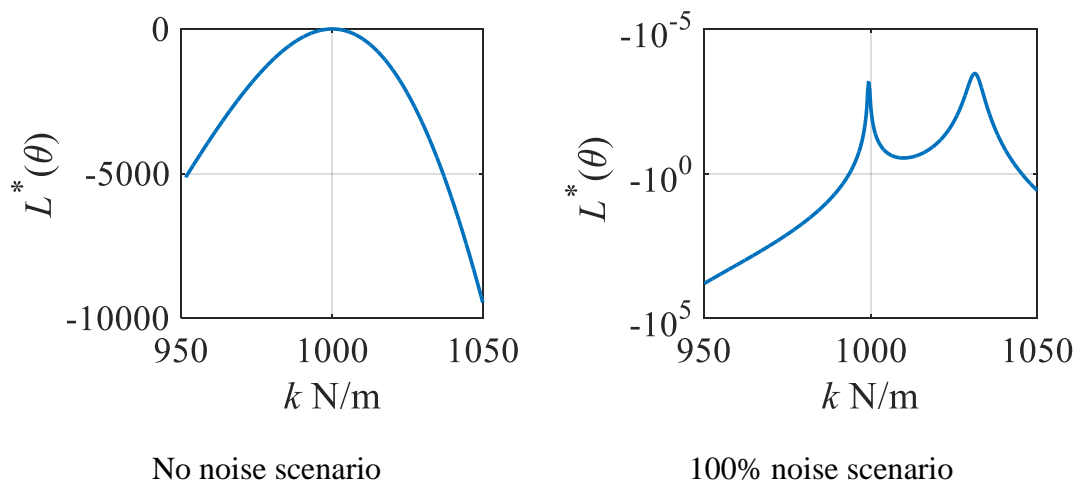 0
-5000
-10000
950 1000 1050
L*(θ)
k N/m
No noise scenario
-10^-5
-10^0
-10^5
950 1000 1050
L*(θ)
k N/m
100% noise scenario